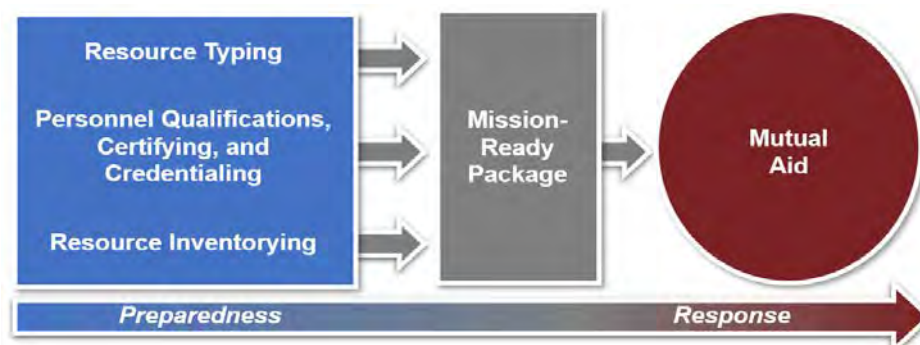 Resource Typing
Personnel Qualifications,
Certifying, and
Credentialing
Resource Inventorying
Mission-
Ready
Package
Mutual
Aid
Preparedness
Response